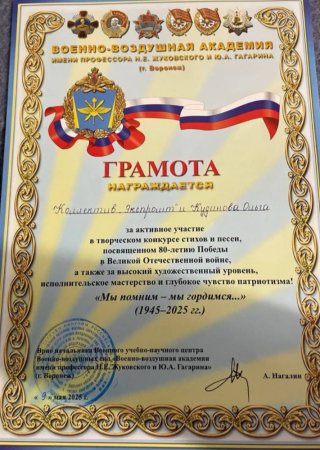 ВОЕННО-ВОЗДУШНАЯ АКАДЕМИЯ
ИМЕНИ ПРОФЕССОРА Н.Е. ЖУКОВСКОГО И Ю.А. ГАГАРИНА
(г. Воронеж)
ГРАМОТА
НАГРАЖДАЕТСЯ
Коллектив „Экспромт" и Кудинова Ольга
за активное участие
в творческом конкурсе стихов и песен,
посвященном 80-летию Победы
в Великой Отечественной войне,
а также за высокий художественный уровень,
исполнительское мастерство и глубокое чувство патриотизма!
«Мы помним – мы гордимся...»
(1945–2025 гг.)
Врио начальника Военного учебно-научного центра
Военно-воздушных сил «Военно-воздушная академия
имени профессора Н.Е. Жуковского и Ю.А. Гагарина»
(г. Воронеж)
А. Нагалин
« 9 » мая 2025 г.